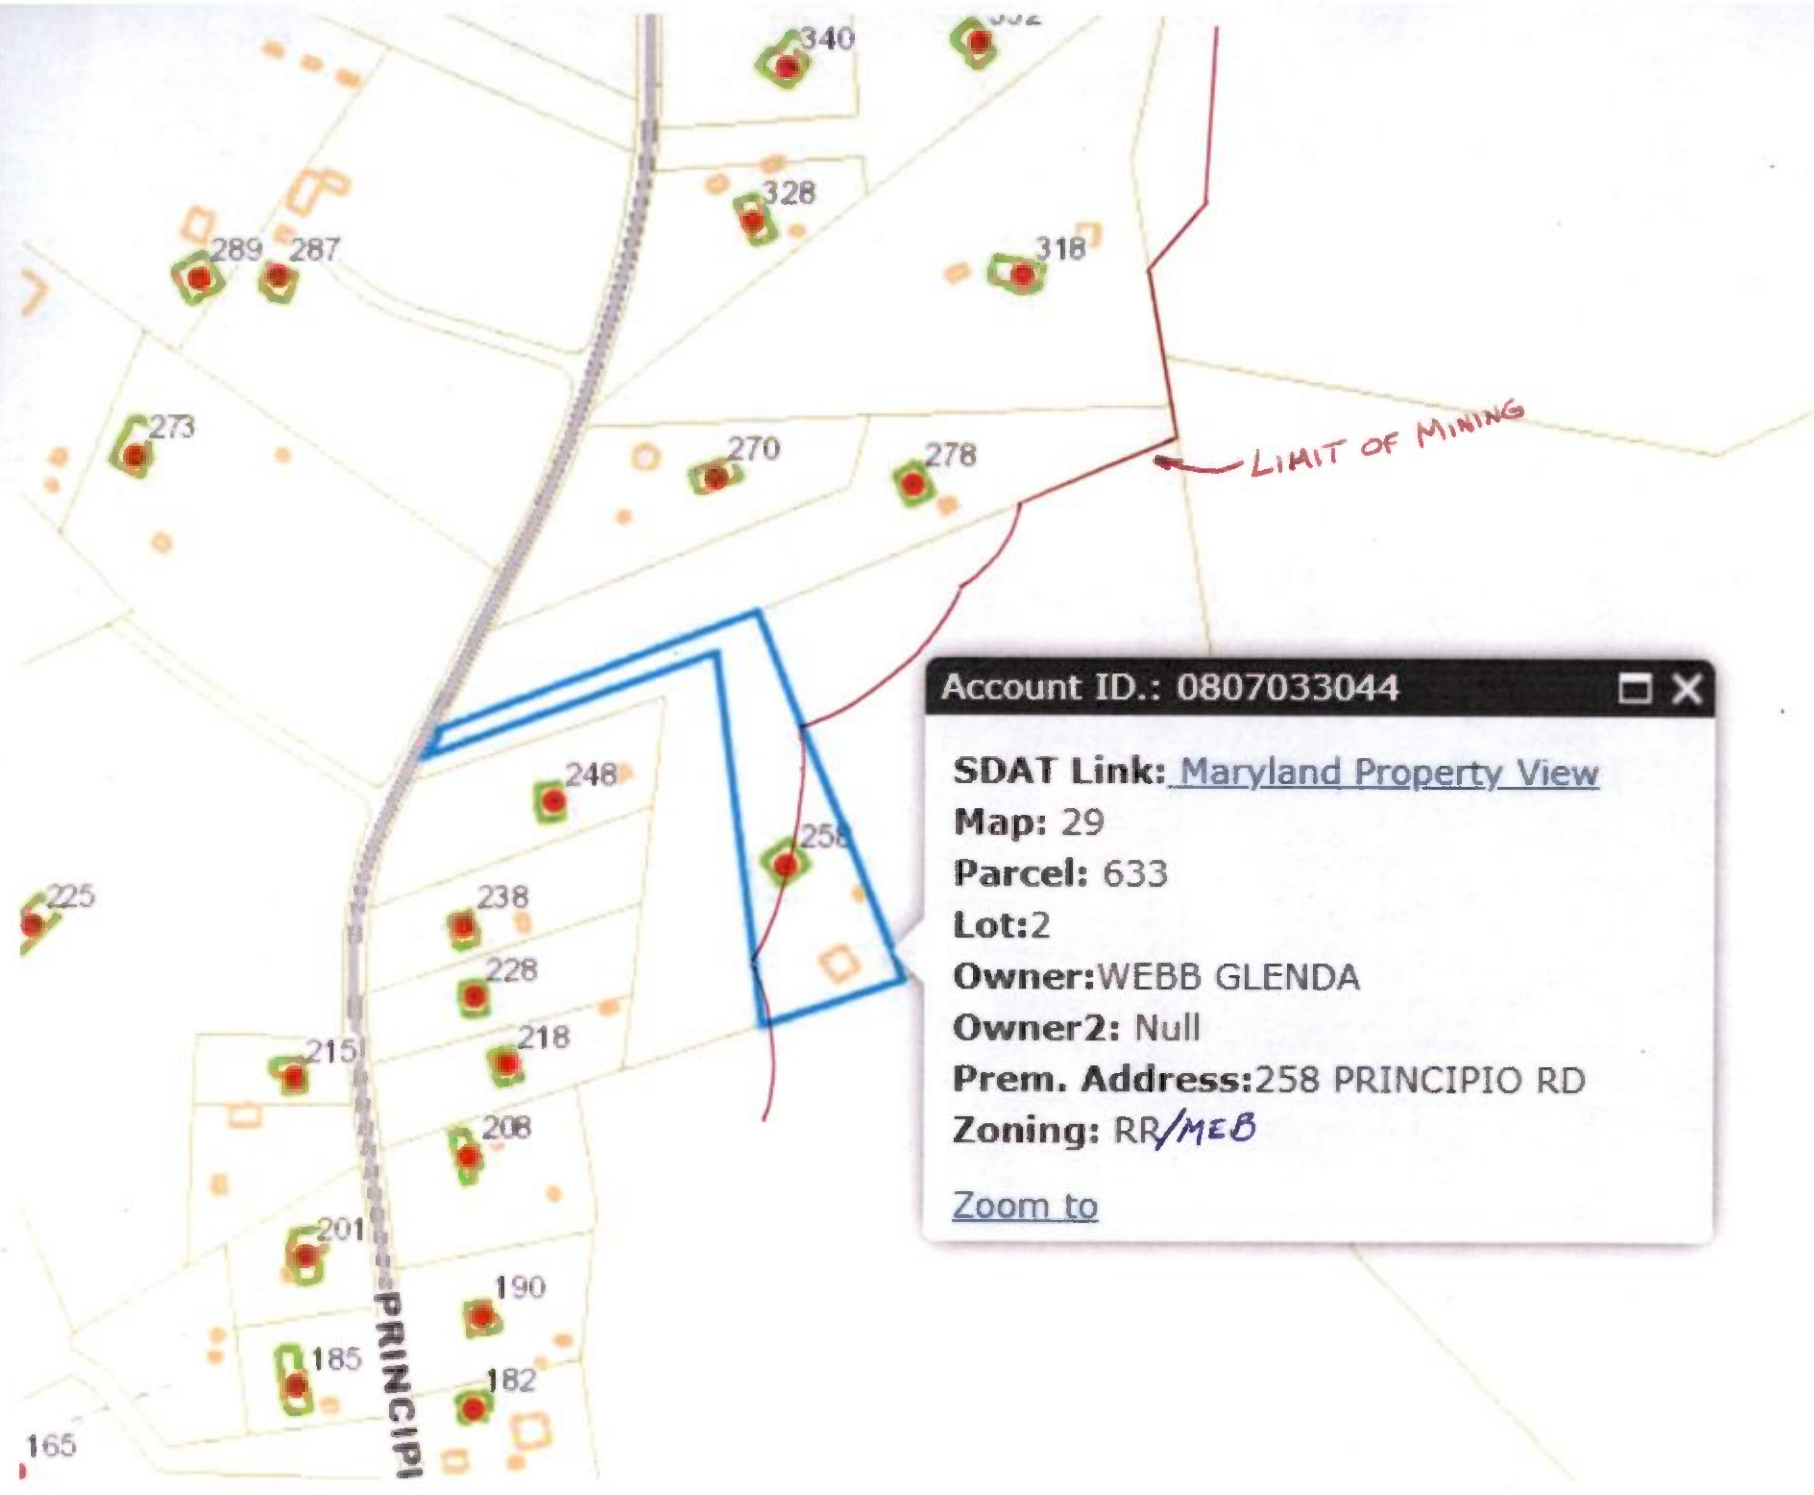 340
332
328
318
289
287
273
270
278
LIMIT OF MINING
Account ID.: 0807033044
SDAT Link: Maryland Property View
Map: 29
Parcel: 633
Lot:2
Owner:WEBB GLENDA
Owner2: Null
Prem. Address:258 PRINCIPIO RD
Zoning: RR/MEB
Zoom to
248
258
225
238
228
218
215
208
201
190
185
182
165
PRINCIPI